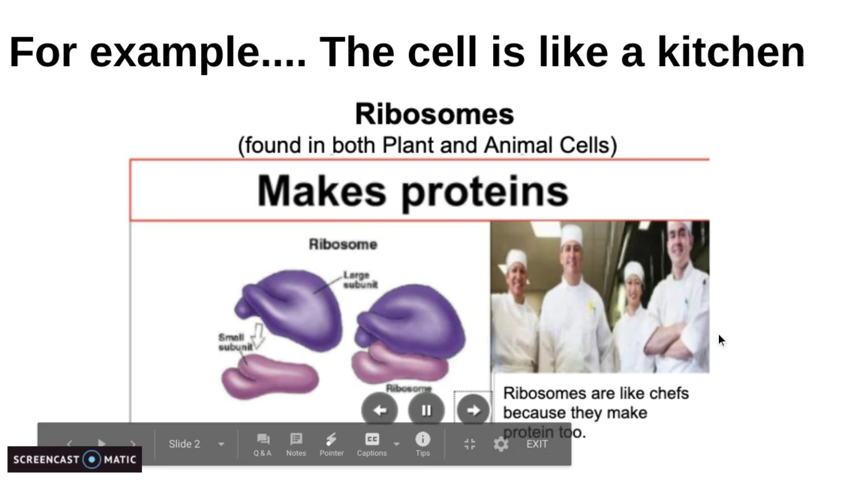 For example.... The cell is like a kitchen
Ribosomes
(found in both Plant and Animal Cells)
Makes proteins
Ribosome
Large
subunit
Small
subunit
Ribosome
Ribosomes are like chefs
because they make
protein too.
Slide 2
Q & A
Notes
Pointer
Captions
Tips
EXIT
SCREENCAST MATIC